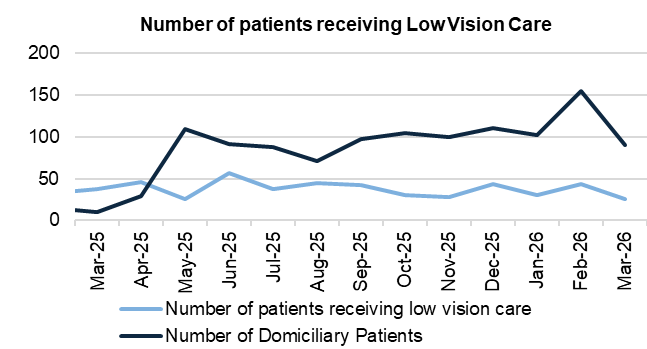 Number of patients receiving Low Vision Care
200
150
100
50
0
Mar-25
Apr-25
May-25
Jun-25
Jul-25
Aug-25
Sep-25
Oct-25
Nov-25
Dec-25
Jan-26
Feb-26
Mar-26
Number of patients receiving low vision care
Number of Domiciliary Patients